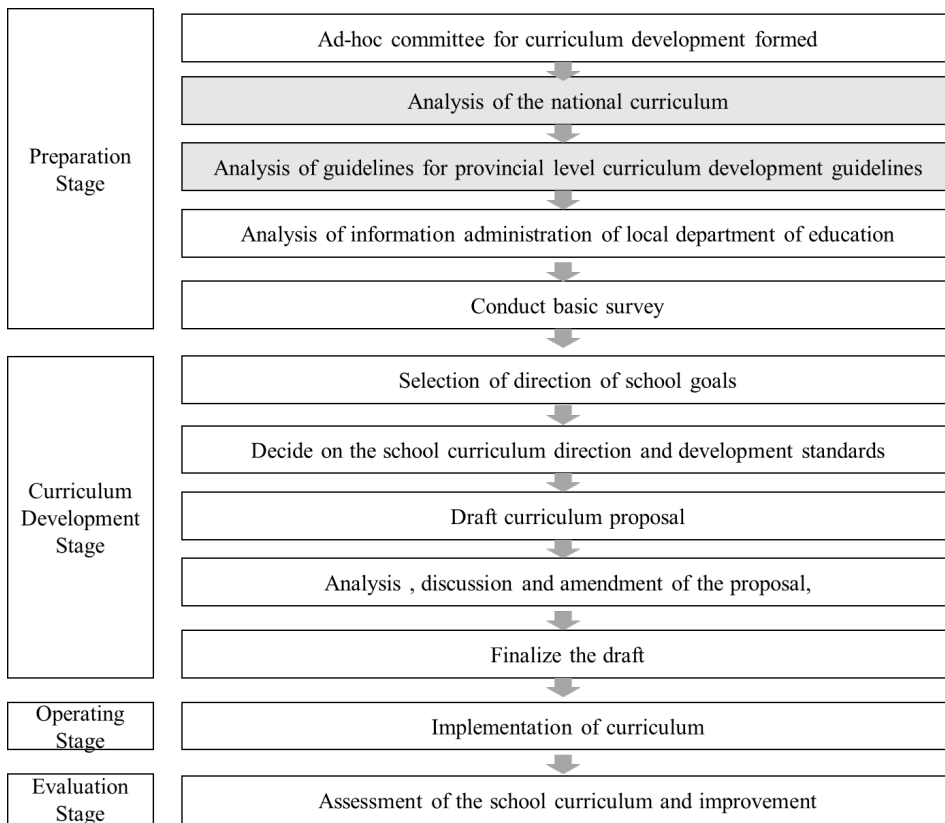 Ad-hoc committee for curriculum development formed
Analysis of the national curriculum
Preparation
Stage
Analysis of guidelines for provincial level curriculum development guidelines
Analysis of information administration of local department of education
Conduct basic survey
Selection of direction of school goals
Decide on the school curriculum direction and development standards
Curriculum
Development
Stage
Draft curriculum proposal
Analysis , discussion and amendment of the proposal,
Finalize the draft
Operating
Stage
Implementation of curriculum
Evaluation
Stage
Assessment of the school curriculum and improvement